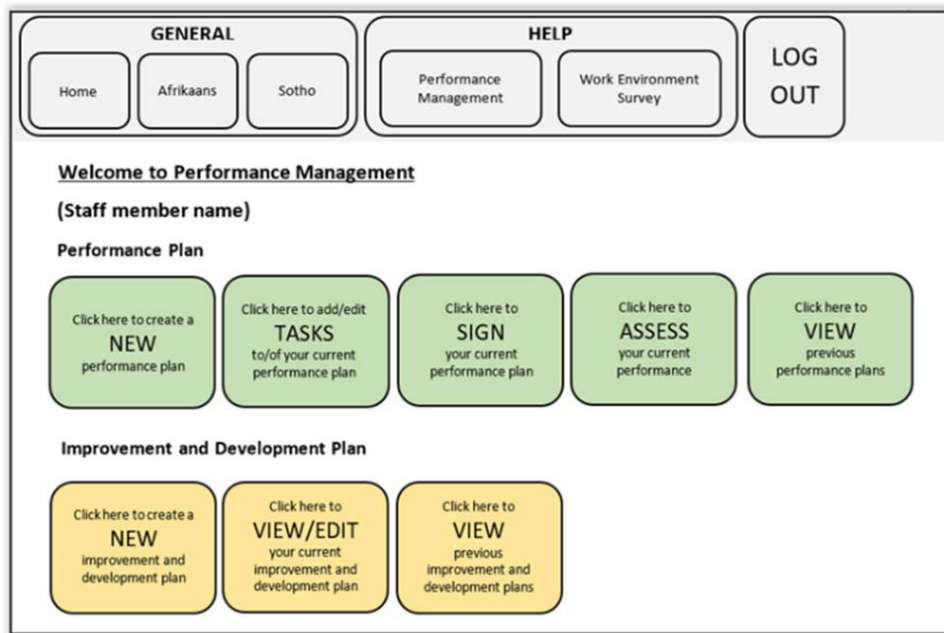 GENERAL
Home
Afrikaans
Sotho
HELP
Performance
Management
Work Environment
Survey
LOG
OUT
Welcome to Performance Management
(Staff member name)
Performance Plan
Click here to create a
NEW
performance plan
Click here to add/edit
TASKS
to/of your current
performance plan
Click here to
SIGN
your current
performance plan
Click here to
ASSESS
your current
performance
Click here to
VIEW
previous
performance plans
Improvement and Development Plan
Click here to create a
NEW
improvement and
development plan
Click here to
VIEW/EDIT
your current
improvement and
development plan
Click here to
VIEW
previous
improvement and
development plans